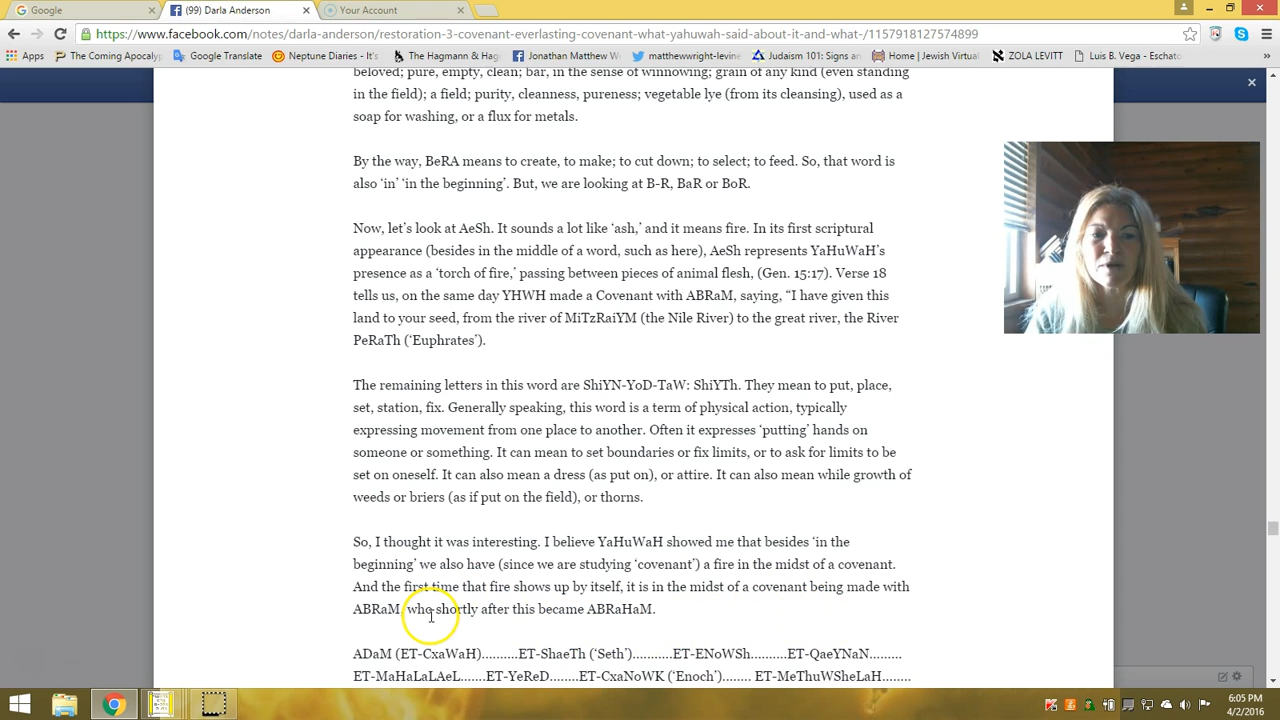 Google
(99) Darla Anderson
Your Account
https://www.facebook.com/notes/darla-anderson/restoration-3-covenant-everlasting-covenant-what-yahuwah-said-about-it-and-what-/1157918127574899
Apps
The Coming Apocalyp
Google Translate
Neptune Diaries : It's
The Hagmann & Hag
Jonathan Matthew W
matthewwright-levine
Judaism 101: Signs an
Home | Jewish Virtual
ZOLA LEVITT
Luis B. Vega - Eschato
beloved; pure, empty, clean; bar, in the sense of winnowing; grain of any kind (even standing
in the field); a field; purity, cleanness, pureness; vegetable lye (from its cleansing), used as a
soap for washing, or a flux for metals.
By the way, BeRA means to create, to make; to cut down; to select; to feed. So, that word is
also ‘in’ ‘in the beginning’. But, we are looking at B-R, BaR or BoR.
Now, let’s look at AeSh. It sounds a lot like ‘ash,’ and it means fire. In its first scriptural
appearance (besides in the middle of a word, such as here), AeSh represents YaHuWaH’s
presence as a ‘torch of fire,’ passing between pieces of animal flesh, (Gen. 15:17). Verse 18
tells us, on the same day YHWH made a Covenant with ABRaM, saying, “I have given this
land to your seed, from the river of MiTzRaiYM (the Nile River) to the great river, the River
PeRaTh (‘Euphrates’).
The remaining letters in this word are ShiYN-YoD-TaW: ShiYTh. They mean to put, place,
set, station, fix. Generally speaking, this word is a term of physical action, typically
expressing movement from one place to another. Often it expresses ‘putting’ hands on
someone or something. It can mean to set boundaries or fix limits, or to ask for limits to be
set on oneself. It can also mean a dress (as put on), or attire. It can also mean while growth of
weeds or briers (as if put on the field), or thorns.
So, I thought it was interesting. I believe YaHuWaH showed me that besides ‘in the
beginning’ we also have (since we are studying ‘covenant’) a fire in the midst of a covenant.
And the first time that fire shows up by itself, it is in the midst of a covenant being made with
ABRaM, who shortly after this became ABRaHaM.
ADaM (ET-CxaWaH).........ET-ShaeTh (‘Seth’)..........ET-ENoWSh.........ET-QaeYNaN.........
ET-MaHaLaLAeL.......ET-YeReD........ET-CxaNoWK (‘Enoch’)........ ET-MeThuWSheLaH........
6:05 PM
4/2/2016